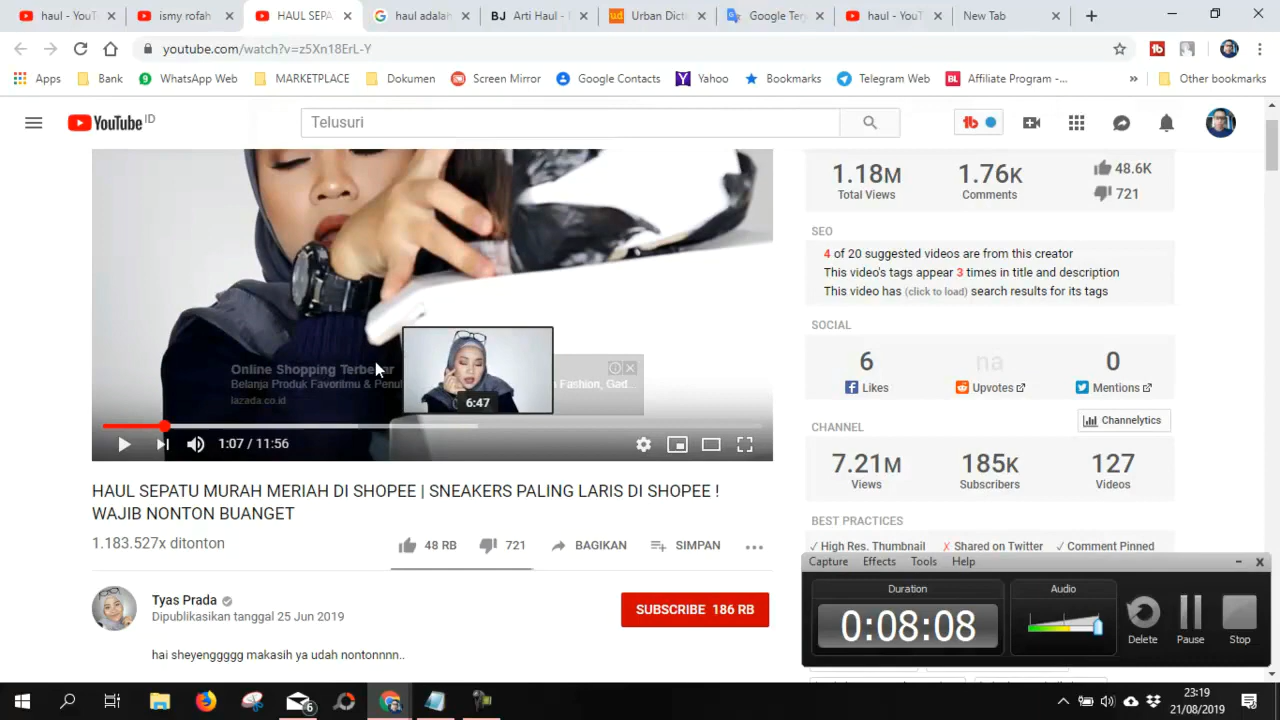 haul - YouT
ismy rofah
HAUL SEPA
haul adalah
BJ Arti Haul -
ud Urban Dicti
Google Ter
haul - YouT
New Tab
youtube.com/watch?v=z5Xn18ErL-Y
Apps
Bank
WhatsApp Web
MARKETPLACE
Dokumen
Screen Mirror
Google Contacts
Yahoo
Bookmarks
Telegram Web
BL Affiliate Program -...
Other bookmarks
YouTube ID
Telusuri
1.18M
Total Views
1.76K
Comments
48.6K
721
SEO
4 of 20 suggested videos are from this creator
This video's tags appear 3 times in title and description
This video has (click to load) search results for its tags
SOCIAL
6
Likes
na
Upvotes
0
Mentions
Channelytics
CHANNEL
7.21M
Views
185K
Subscribers
127
Videos
BEST PRACTICES
✓ High Res. Thumbnail
✗ Shared on Twitter
✓ Comment Pinned
Online Shopping Terbesar
Belanja Produk Favorilmu & Penu
n Fashion, Gad...
lazada.co.id
6:47
1:07 / 11:56
HAUL SEPATU MURAH MERIAH DI SHOPEE | SNEAKERS PALING LARIS DI SHOPEE !
WAJIB NONTON BUANGET
1.183.527x ditonton
48 RB
721
BAGIKAN
SIMPAN
Tyas Prada
Dipublikasikan tanggal 25 Jun 2019
SUBSCRIBE 186 RB
hai sheyenggggg makasih ya udah nontonnnn..
Capture Effects Tools Help
Duration
0:08:08
Audio
Delete
Pause
Stop
6
23:19
21/08/2019